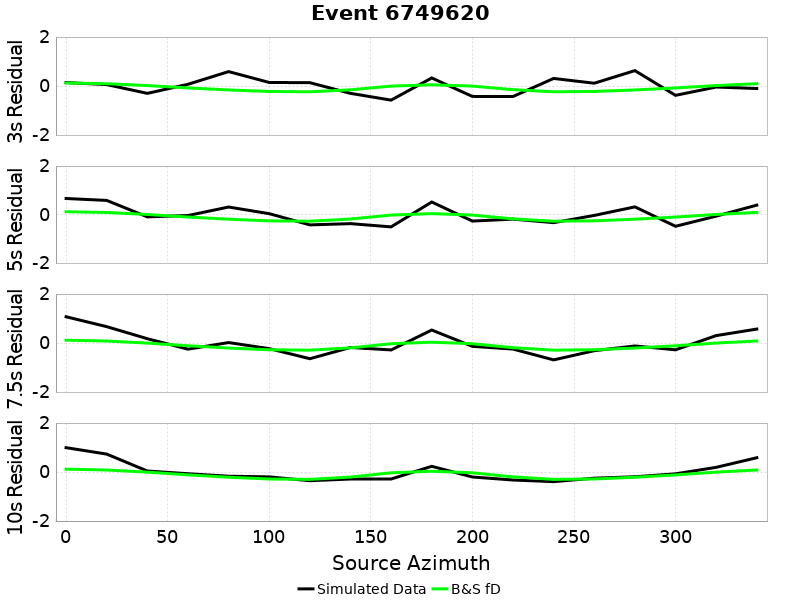 Event 6749620
3s Residual
2
0
-2
5s Residual
2
0
-2
7.5s Residual
2
0
-2
10s Residual
2
0
-2
0 50 100 150 200 250 300
Source Azimuth
Simulated Data B&S fD